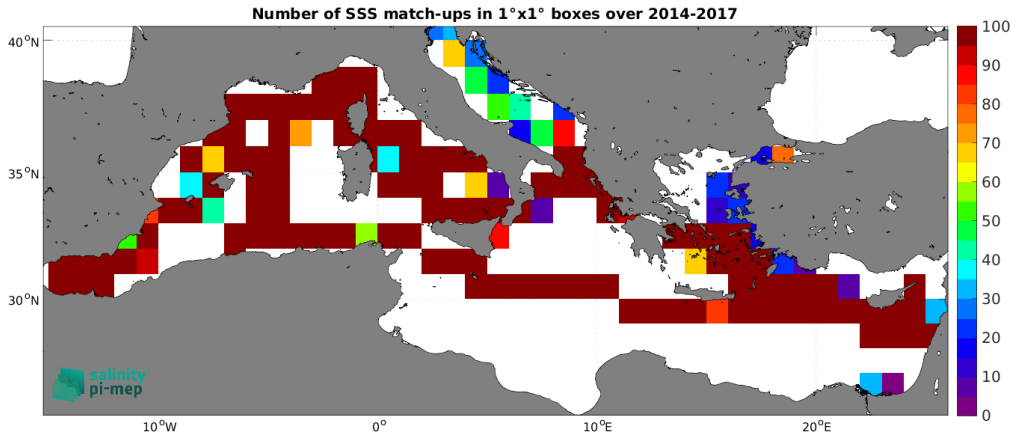 Number of SSS match-ups in 1°x1° boxes over 2014-2017
40°N
35°N
30°N
10°W
0°
10°E
20°E
100
90
80
70
60
50
40
30
20
10
0
salinity
pi-mep